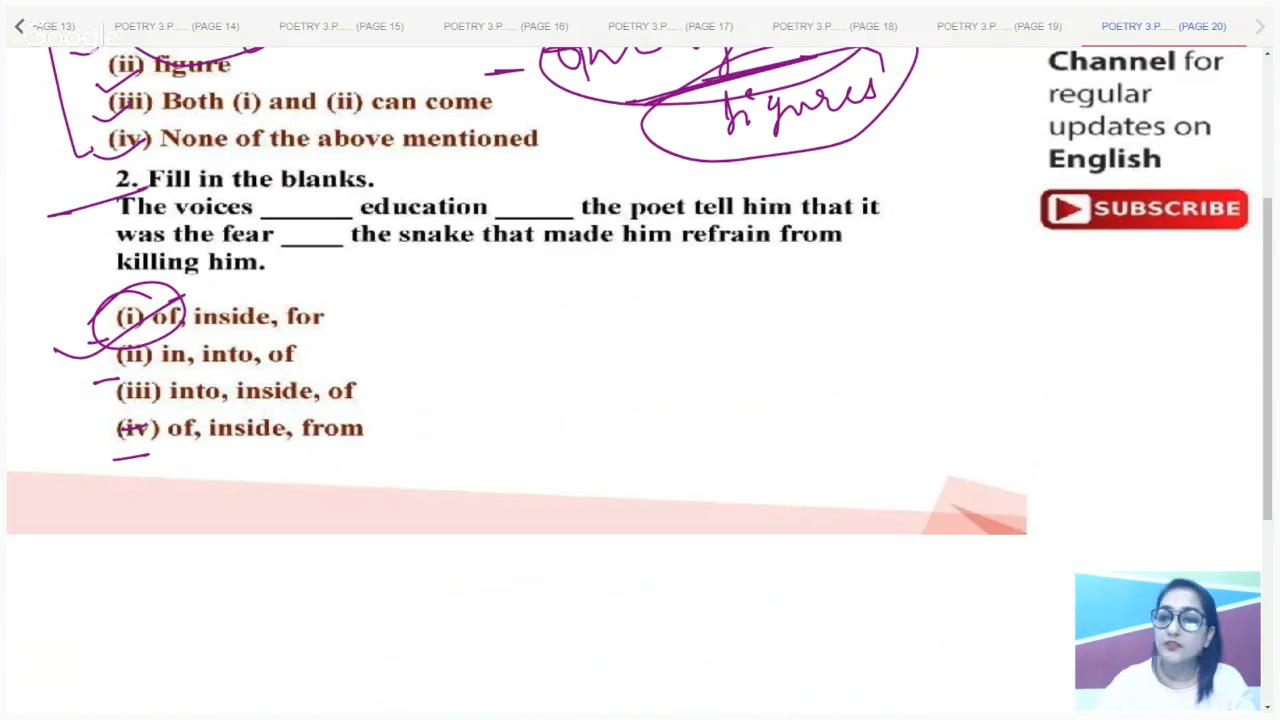 AGE 13)
POETRY 3.P...... (PAGE 14)
POETRY 3.P...... (PAGE 15)
POETRY 3.P...... (PAGE 16)
POETRY 3.P...... (PAGE 17)
POETRY 3.P...... (PAGE 18)
POETRY 3.P...... (PAGE 19)
POETRY 3.P...... (PAGE 20)
Google
(ii) figure
(iii) Both (i) and (ii) can come
(iv) None of the above mentioned
figures
2. Fill in the blanks.
The voices _______ education ______ the poet tell him that it
was the fear _____ the snake that made him refrain from
killing him.
(i) of, inside, for
(ii) in, into, of
(iii) into, inside, of
(iv) of, inside, from
Channel for
regular
updates on
English
SUBSCRIBE